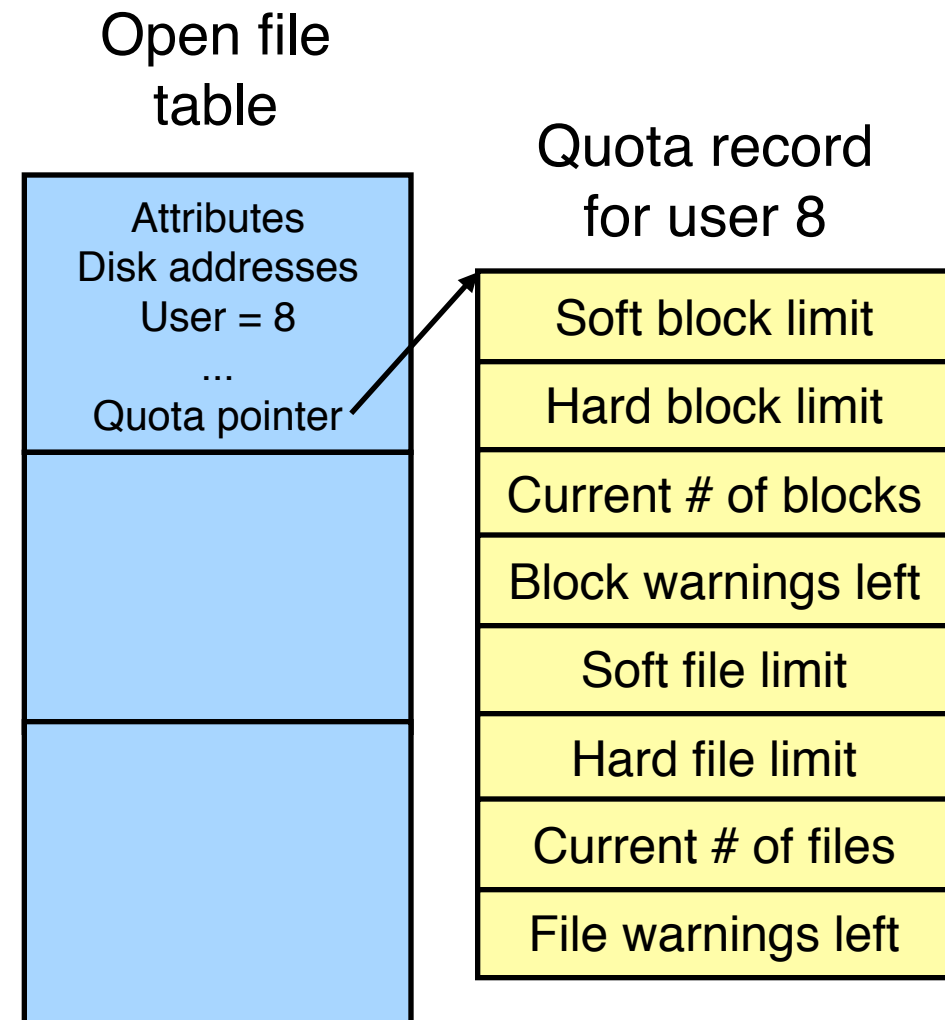 Open file
table
Attributes
Disk addresses
User = 8
...
Quota pointer
Quota record
for user 8
Soft block limit
Hard block limit
Current # of blocks
Block warnings left
Soft file limit
Hard file limit
Current # of files
File warnings left